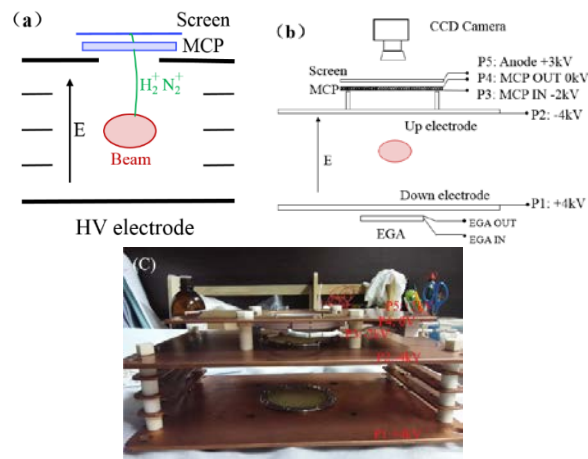 (a)
Screen
MCP
H₂⁺ N₂⁺
E
Beam
HV electrode
(b)
CCD Camera
P5: Anode +3kV
Screen
P4: MCP OUT 0kV
MCP
P3: MCP IN -2kV
P2: -4kV
Up electrode
E
Down electrode
P1: +4kV
EGA OUT
EGA
EGA IN
(C)